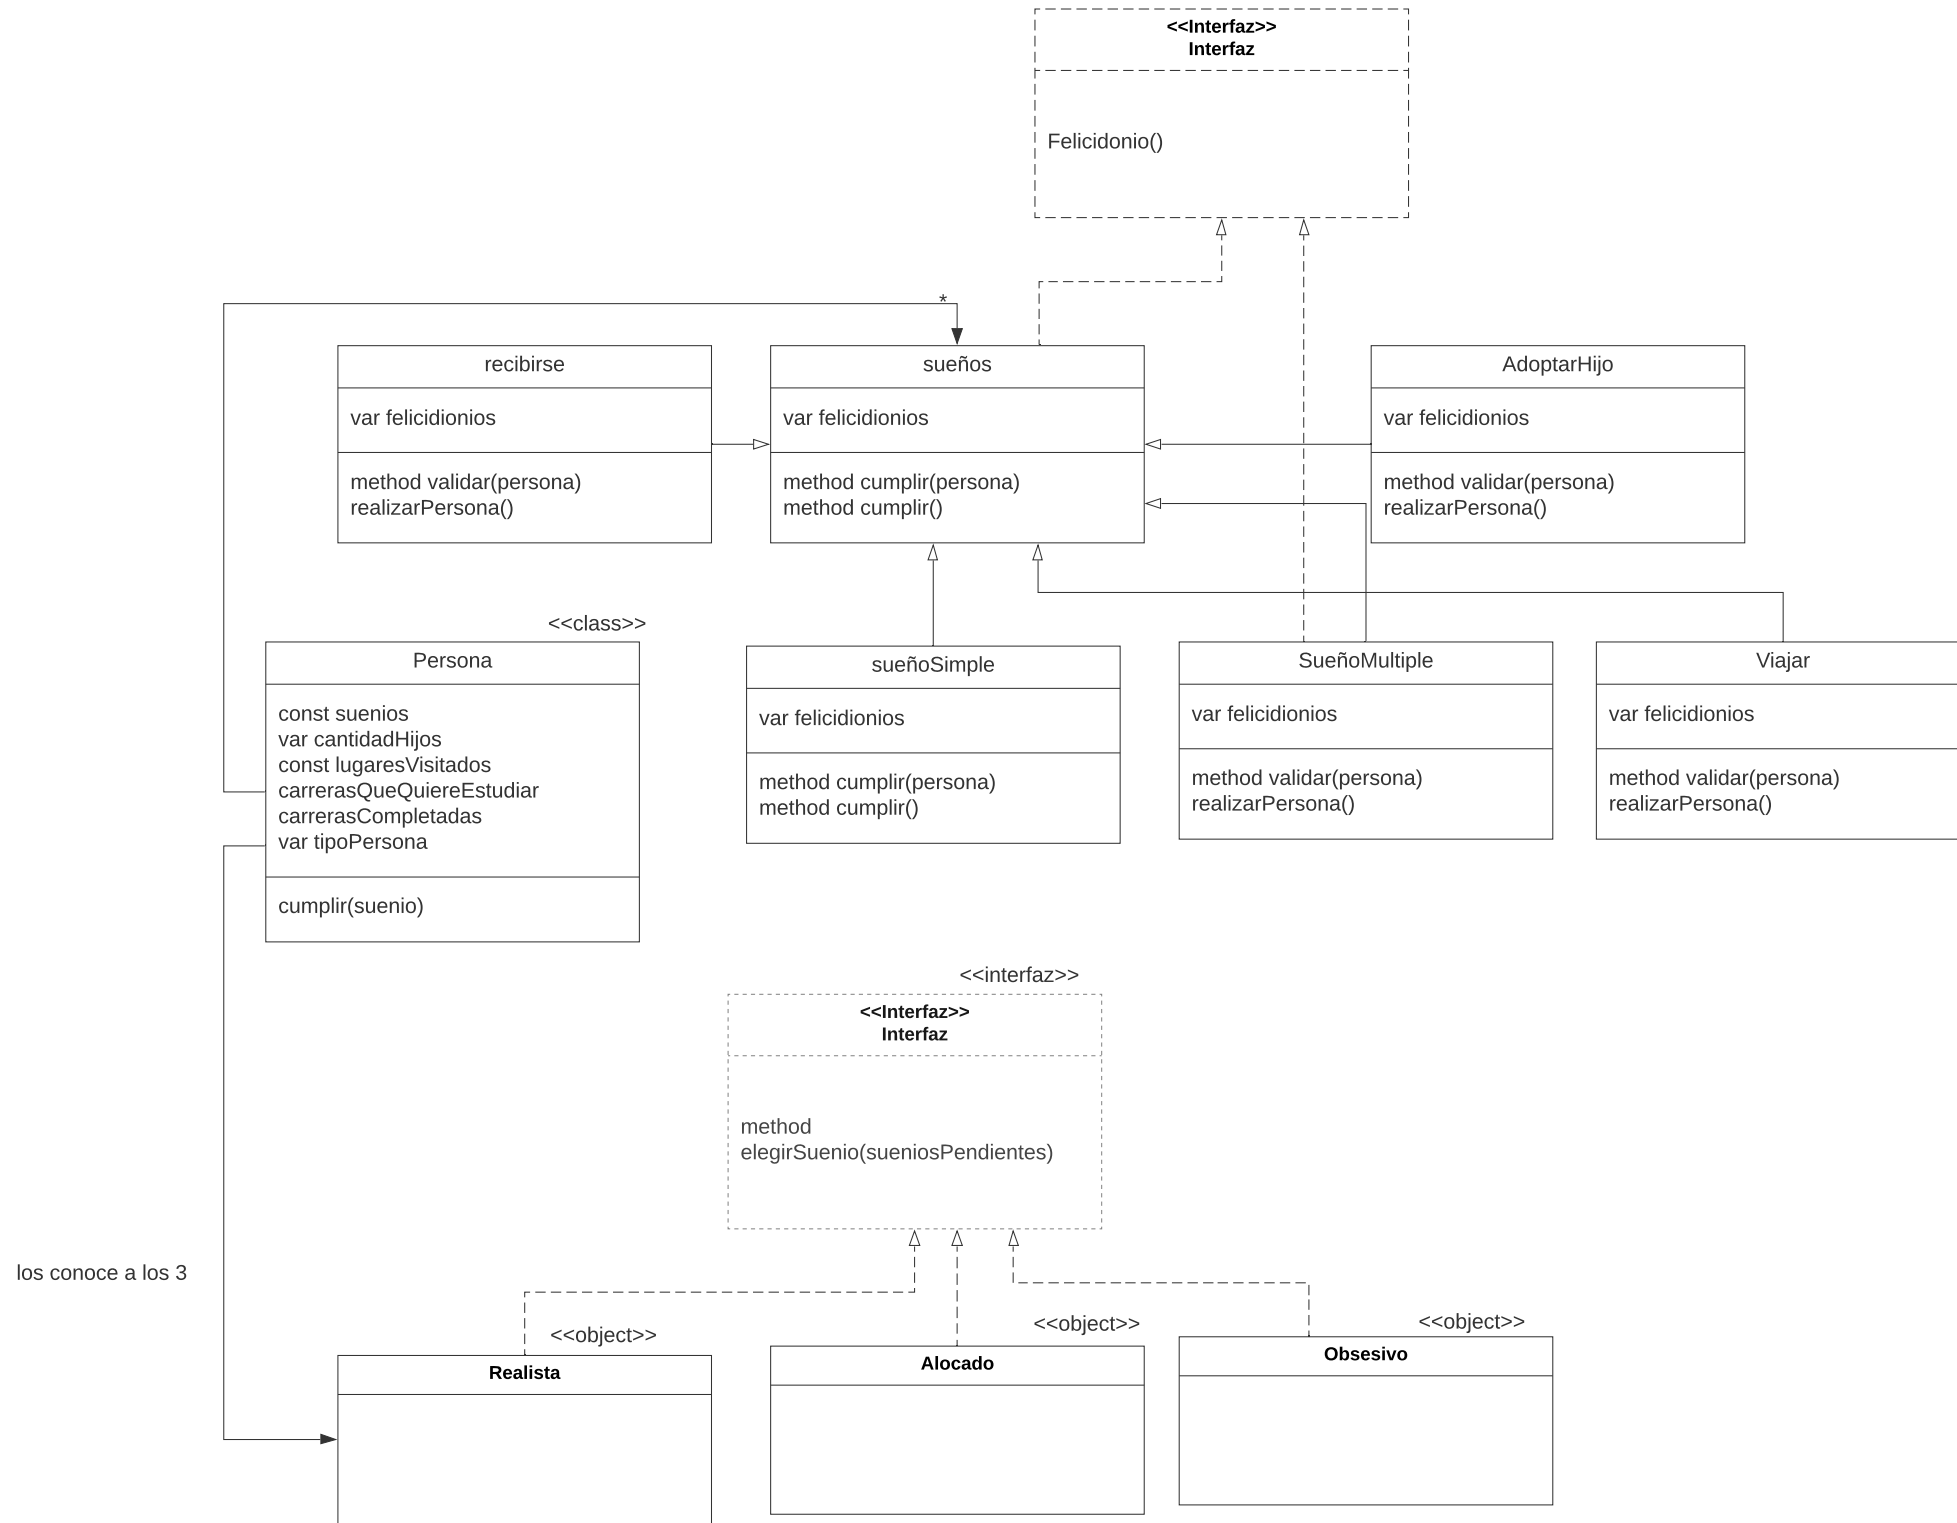 <<Interfaz>>
Interfaz
Felicidonio()
*
recibirse
var felicidionios
method validar(persona)
realizarPersona()
sueños
var felicidionios
method cumplir(persona)
method cumplir()
AdoptarHijo
var felicidionios
method validar(persona)
realizarPersona()
<<class>>
Persona
const suenios
var cantidadHijos
const lugaresVisitados
carrerasQueQuiereEstudiar
carrerasCompletadas
var tipoPersona
cumplir(suenio)
sueñoSimple
var felicidionios
method cumplir(persona)
method cumplir()
SueñoMultiple
var felicidionios
method validar(persona)
realizarPersona()
Viajar
var felicidionios
method validar(persona)
realizarPersona()
<<interfaz>>
<<Interfaz>>
Interfaz
method
elegirSuenio(sueniosPendientes)
los conoce a los 3
<<object>>
Realista
<<object>>
Alocado
<<object>>
Obsesivo